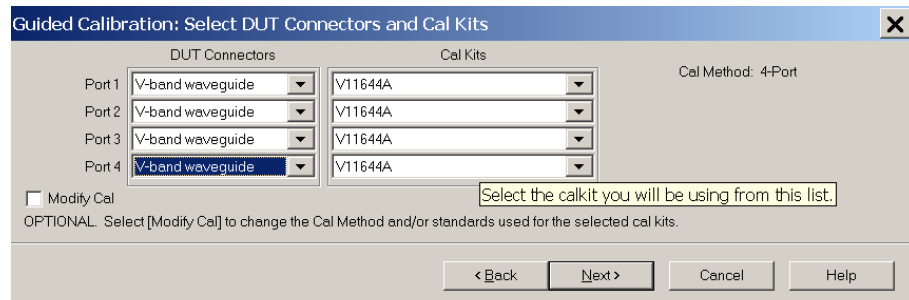 Guided Calibration: Select DUT Connectors and Cal Kits
DUT Connectors
Cal Kits
Cal Method: 4-Port
Port 1 V-band waveguide V11644A
Port 2 V-band waveguide V11644A
Port 3 V-band waveguide V11644A
Port 4 V-band waveguide V11644A
Select the calkit you will be using from this list.
Modify Cal
OPTIONAL. Select [Modify Cal] to change the Cal Method and/or standards used for the selected cal kits.
< Back
Next >
Cancel
Help